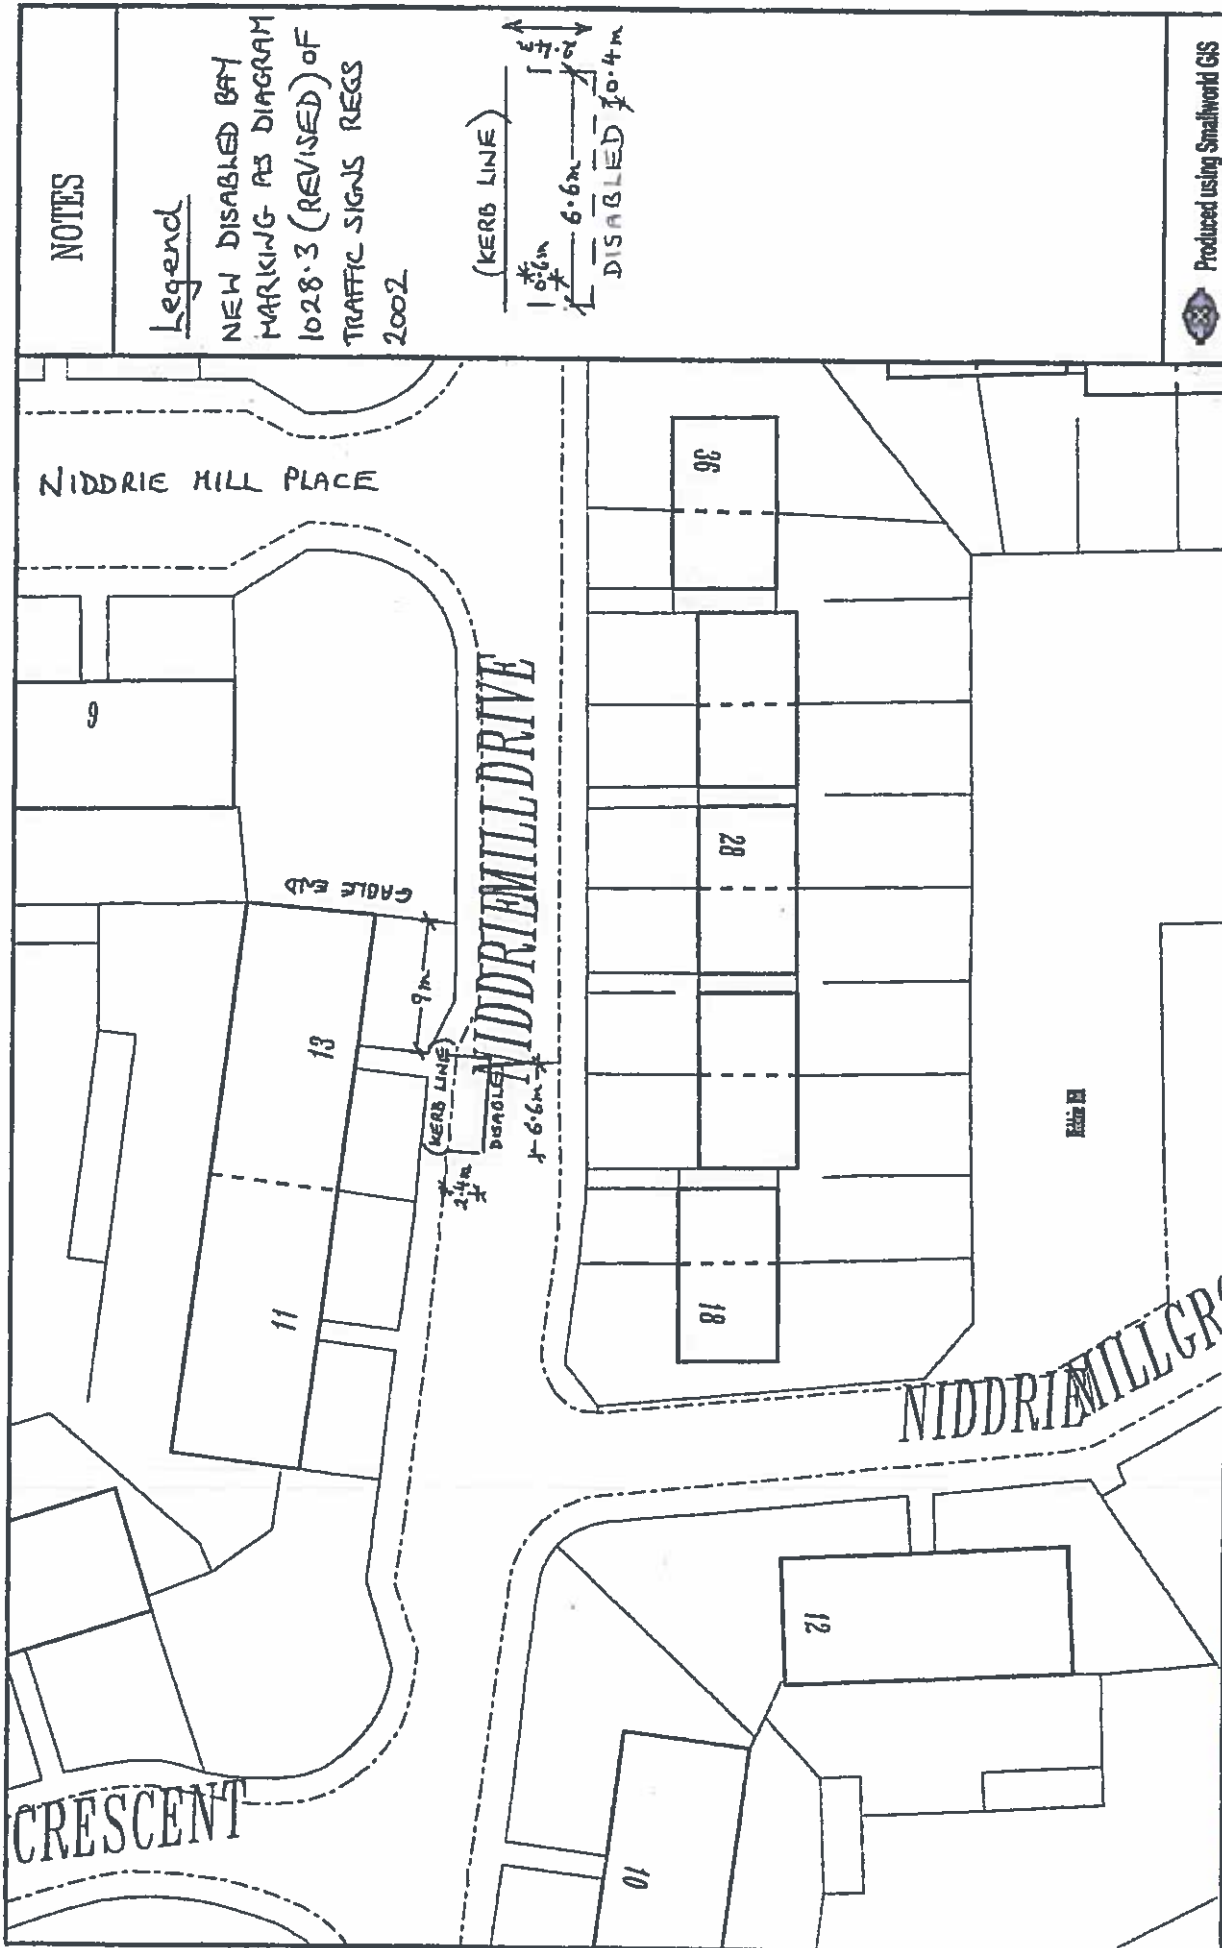 NOTES
Legend
NEW DISABLED BAY
MARKING AS DIAGRAM
1028.3 (REVISED) OF
TRAFFIC SIGNS REGS
2002
(KERB LINE)
0.6m
6.6m
DISABLED
0.4m
Produced using Smallworld GIS
NIDDRIE MILL PLACE
9
36
GABLE END
NIDDRIEMILLDRIVE
28
9m
13
(KERB LINE)
DISABLED
6.6m
2.4m
11
18
NIDDRIEMILLGR
12
10
CRESCENT